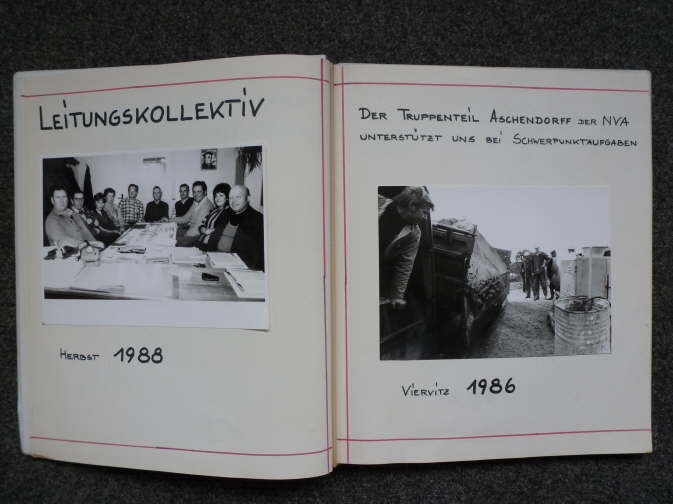 LEITUNGSKOLLEKTIV
HERBST 1988
DER TRUPPENTEIL ASCHENDORFF DER NVA
UNTERSTÜTZT UNS BEI SCHWERPUNKTAUFGABEN
VIERVITZ 1986